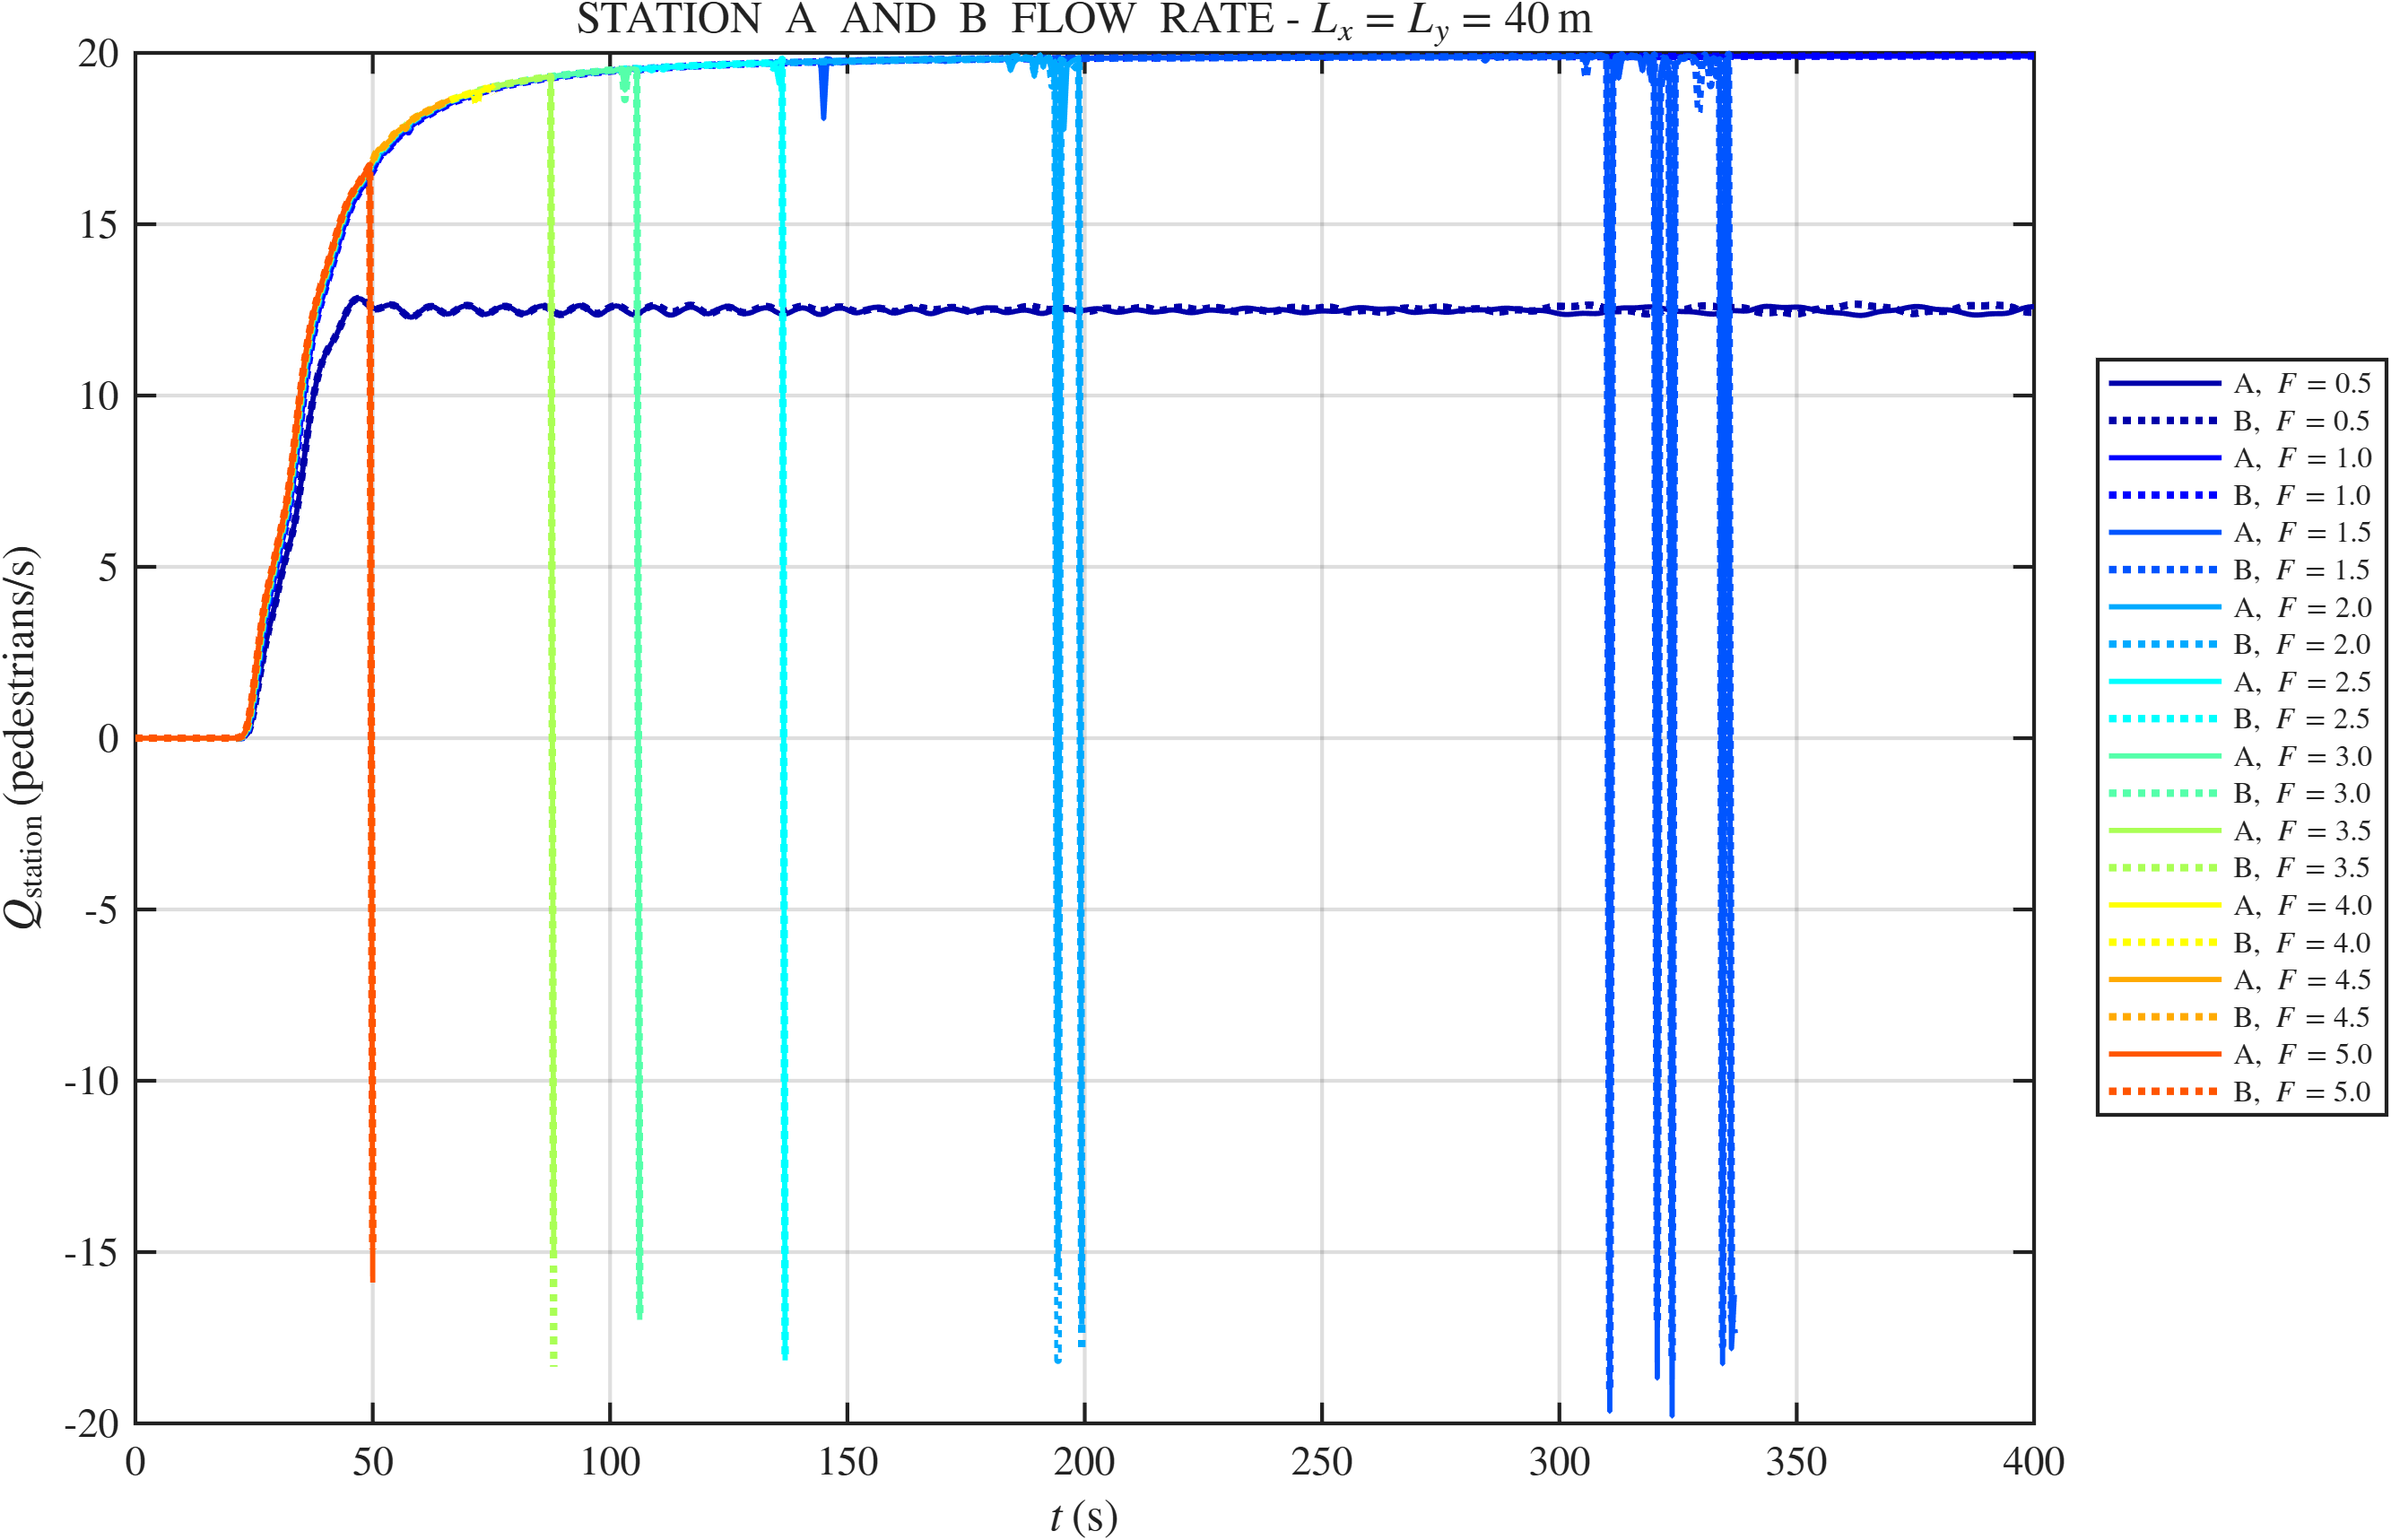 STATION A AND B FLOW RATE - Lx = Ly = 40 m
20
15
10
5
0
-5
-10
-15
-20
Qstation (pedestrians/s)
0 50 100 150 200 250 300 350 400
t (s)
A, F = 0.5
B, F = 0.5
A, F = 1.0
B, F = 1.0
A, F = 1.5
B, F = 1.5
A, F = 2.0
B, F = 2.0
A, F = 2.5
B, F = 2.5
A, F = 3.0
B, F = 3.0
A, F = 3.5
B, F = 3.5
A, F = 4.0
B, F = 4.0
A, F = 4.5
B, F = 4.5
A, F = 5.0
B, F = 5.0